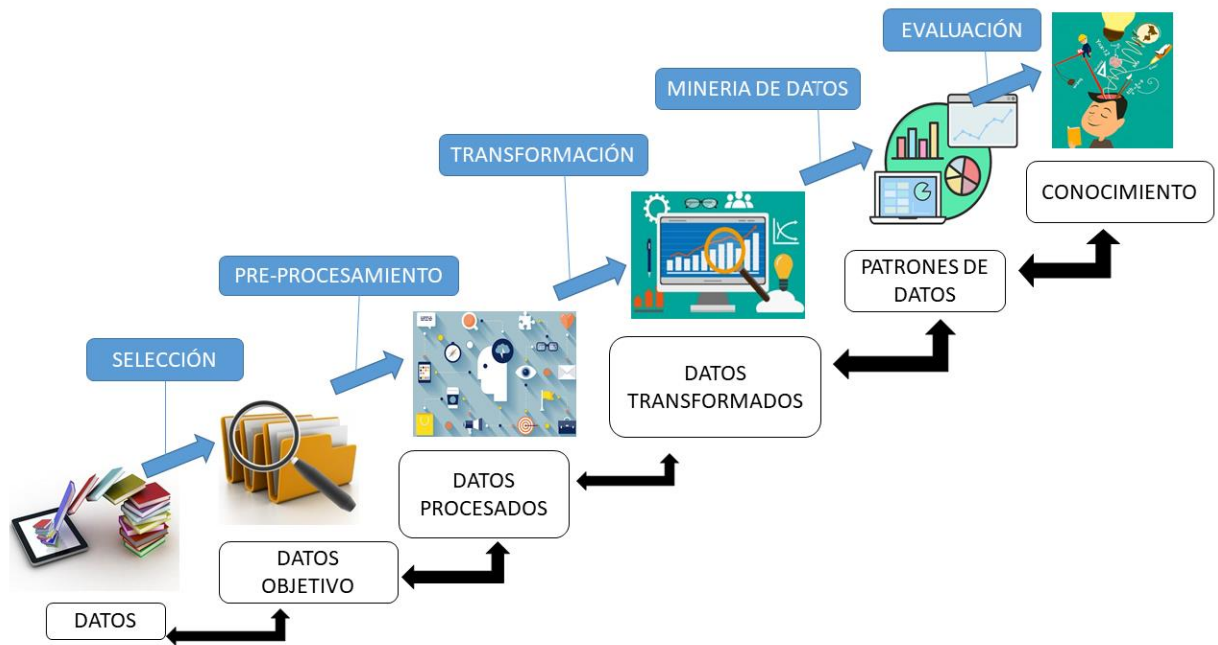 EVALUACIÓN
MINERIA DE DATOS
TRANSFORMACIÓN
CONOCIMIENTO
PRE-PROCESAMIENTO
PATRONES DE
DATOS
SELECCIÓN
DATOS
TRANSFORMADOS
DATOS
PROCESADOS
DATOS
OBJETIVO
DATOS